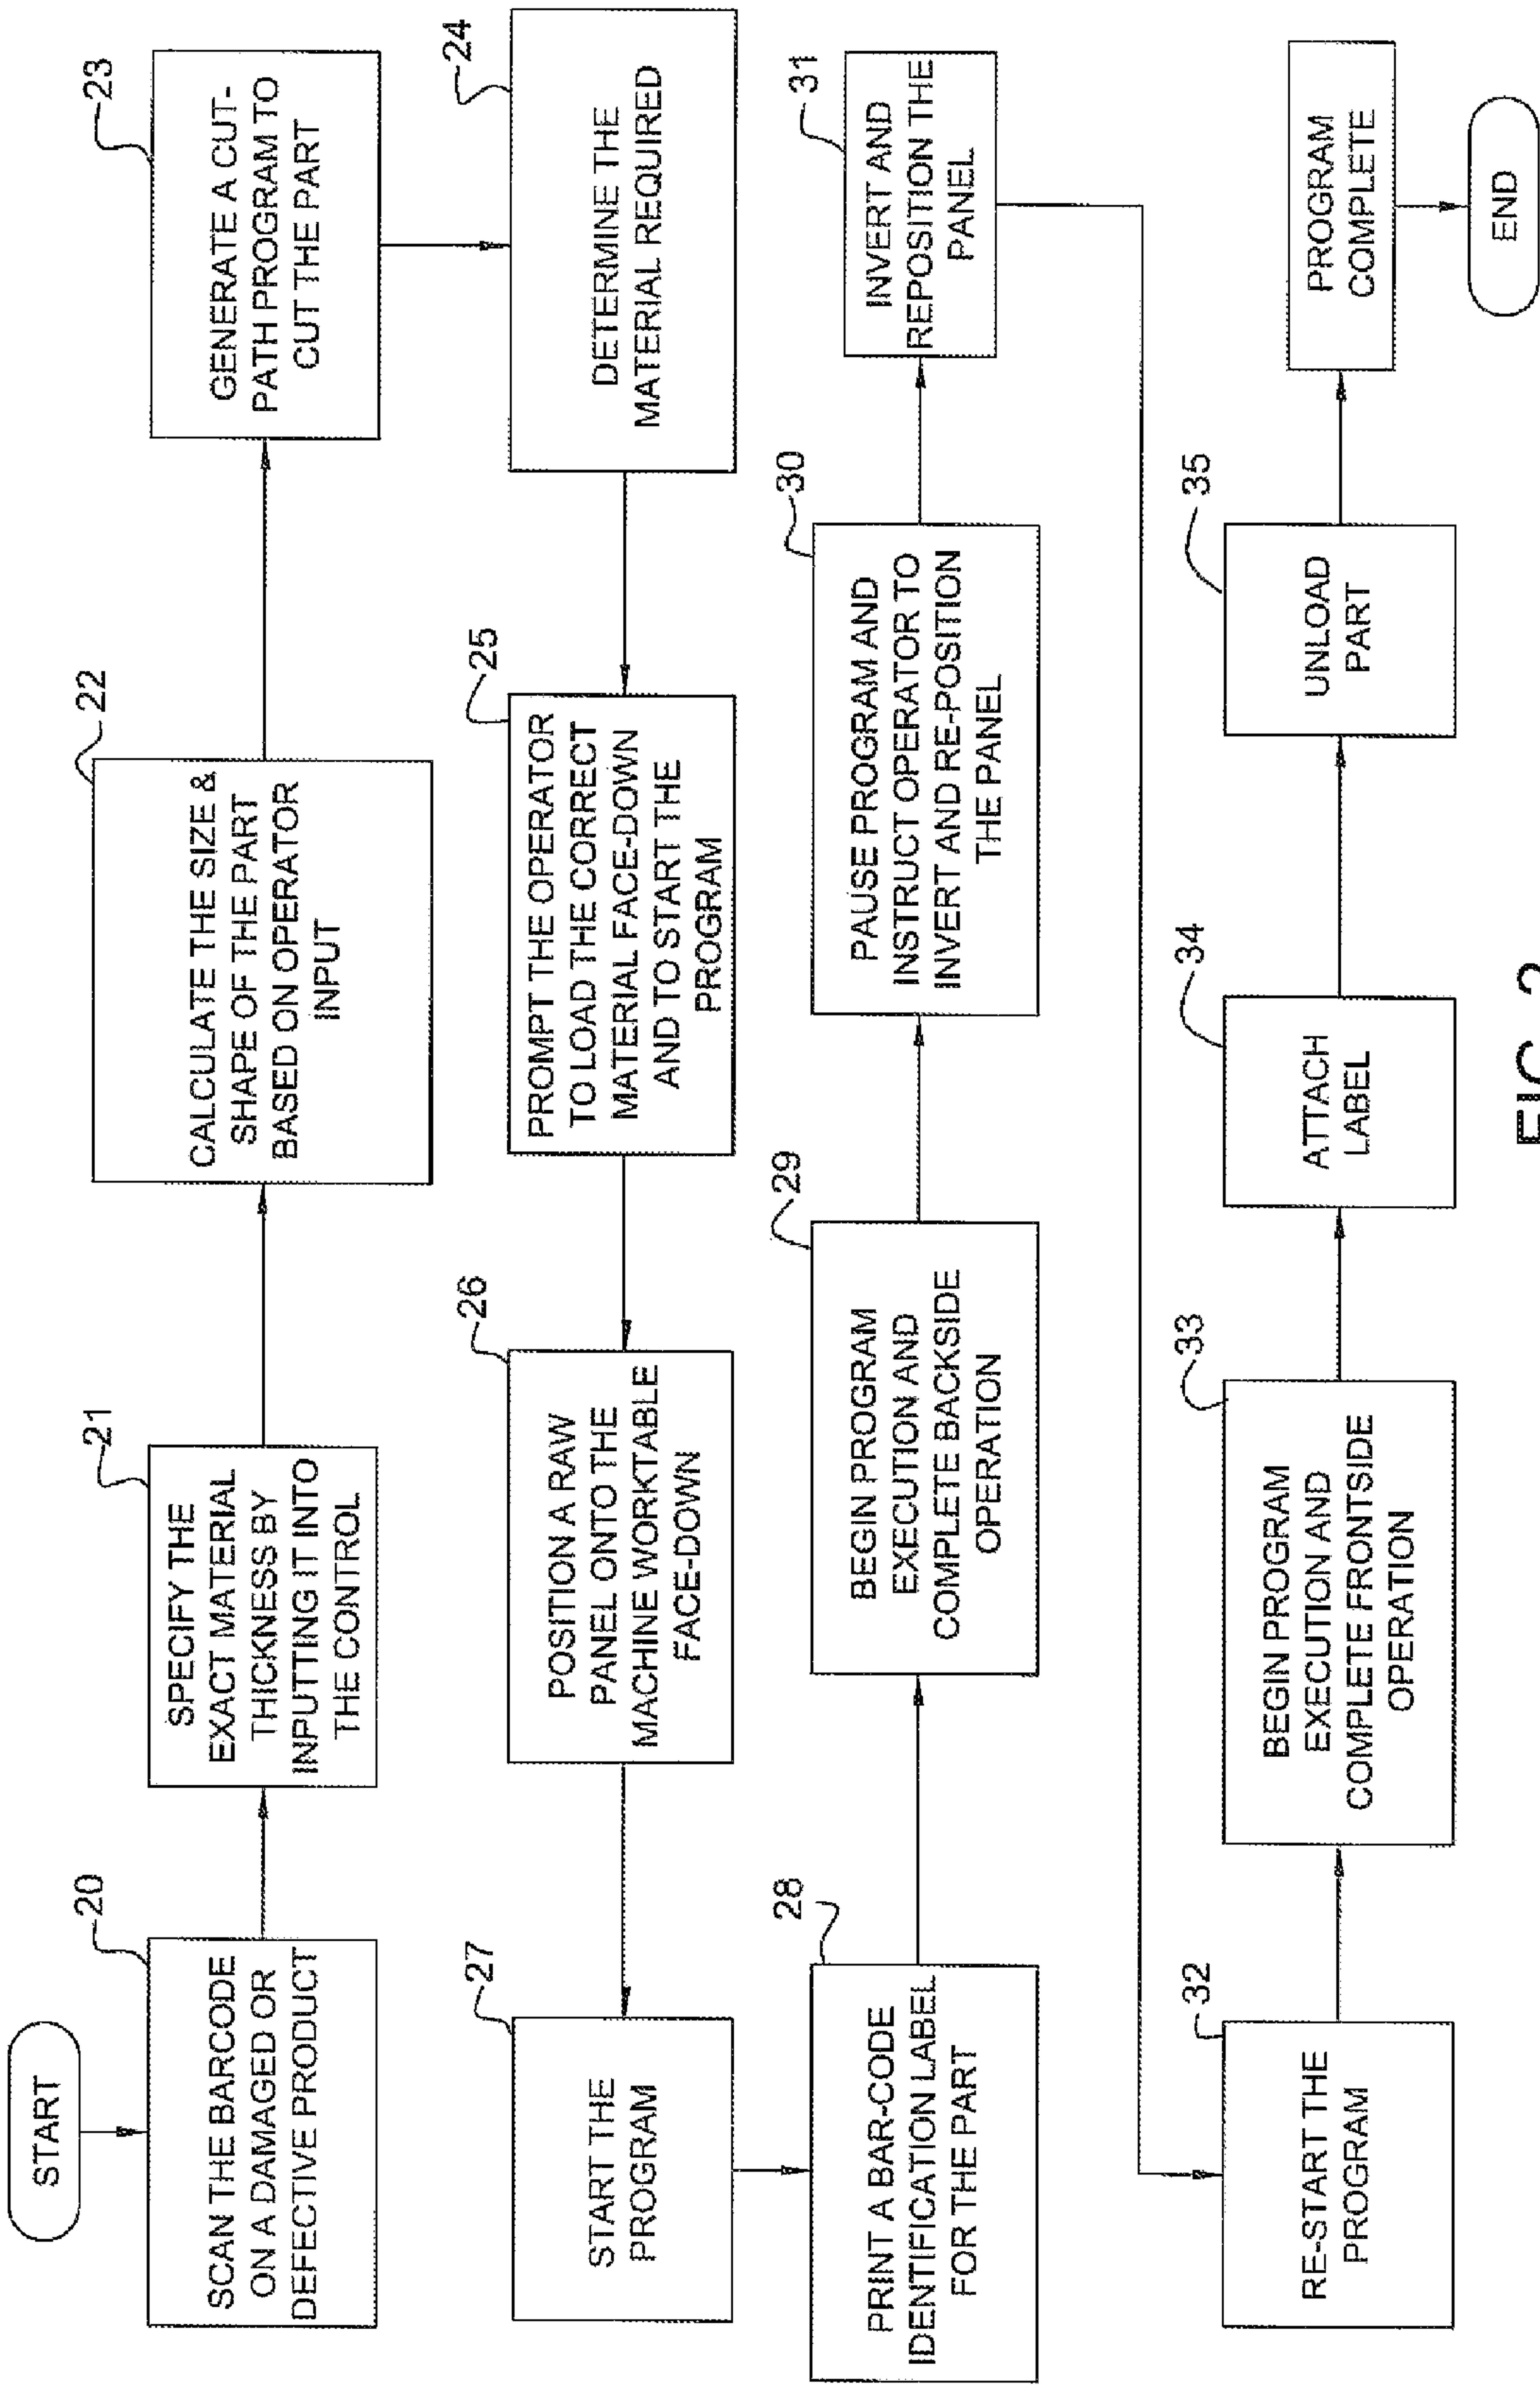 START
20
SCAN THE BARCODE
ON A DAMAGED OR
DEFECTIVE PRODUCT
21
SPECIFY THE
EXACT MATERIAL
THICKNESS BY
INPUTTING IT INTO
THE CONTROL
22
CALCULATE THE SIZE &
SHAPE OF THE PART
BASED ON OPERATOR
INPUT
23
GENERATE A CUT-
PATH PROGRAM TO
CUT THE PART
24
DETERMINE THE
MATERIAL REQUIRED
25
PROMPT THE OPERATOR
TO LOAD THE CORRECT
MATERIAL FACE-DOWN
AND TO START THE
PROGRAM
26
POSITION A RAW
PANEL ONTO THE
MACHINE WORKTABLE
FACE-DOWN
27
START THE
PROGRAM
28
PRINT A BAR-CODE
IDENTIFICATION LABEL
FOR THE PART
29
BEGIN PROGRAM
EXECUTION AND
COMPLETE BACKSIDE
OPERATION
30
PAUSE PROGRAM AND
INSTRUCT OPERATOR TO
INVERT AND RE-POSITION
THE PANEL
31
INVERT AND
REPOSITION THE
PANEL
32
RE-START THE
PROGRAM
33
BEGIN PROGRAM
EXECUTION AND
COMPLETE FRONTSIDE
OPERATION
34
ATTACH
LABEL
35
UNLOAD
PART
PROGRAM
COMPLETE
END